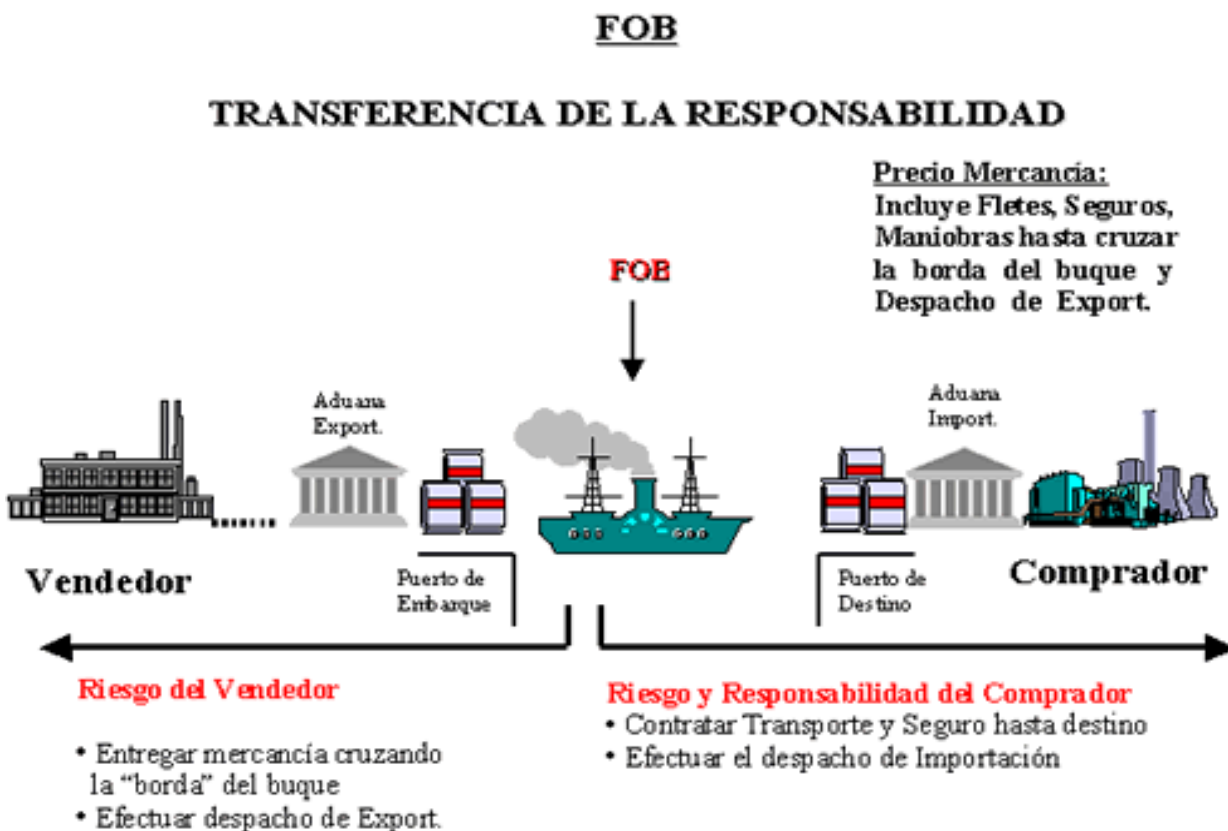 FOB
TRANSFERENCIA DE LA RESPONSABILIDAD
Precio Mercancía:
Incluye Fletes, Seguros,
Maniobras hasta cruzar
la borda del buque y
Despacho de Export.
FOB
Aduana
Export.
Aduana
Import.
Vendedor
Puerto de
Embarque
Puerto de
Destino
Comprador
Riesgo del Vendedor
• Entregar mercancía cruzando
la “borda” del buque
• Efectuar despacho de Export.
Riesgo y Responsabilidad del Comprador
• Contratar Transporte y Seguro hasta destino
• Efectuar el despacho de Importación